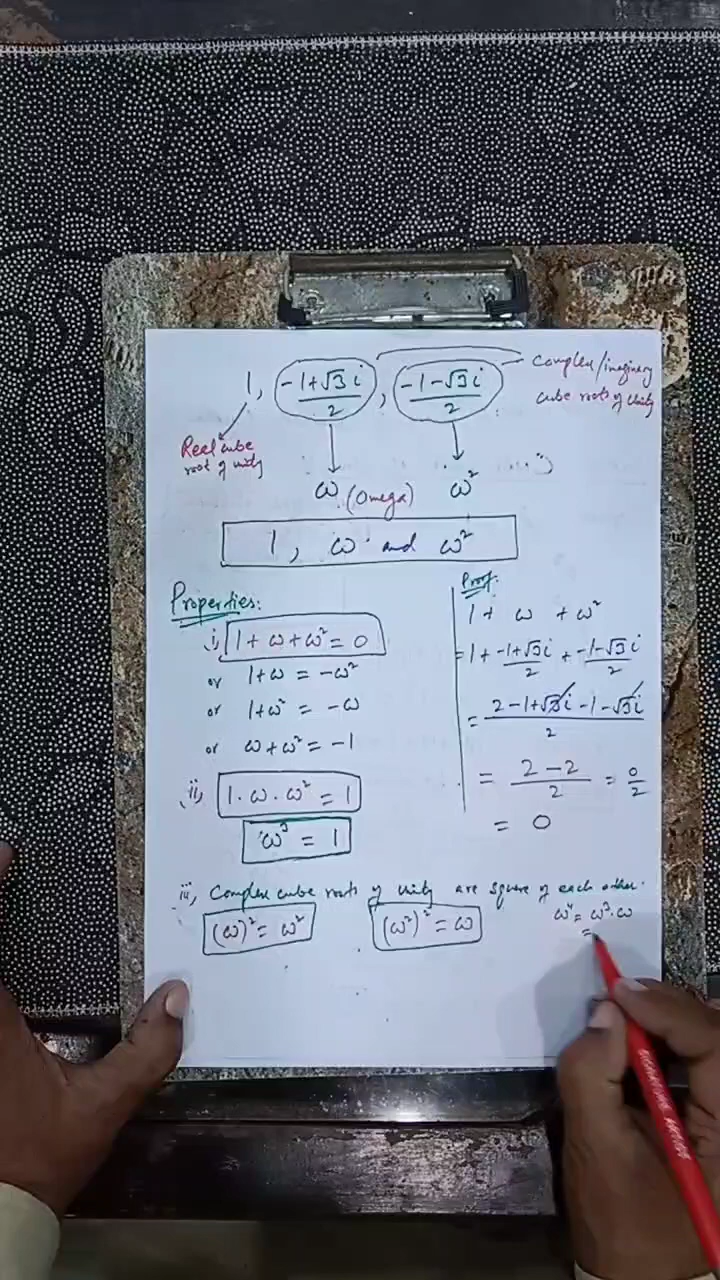 1, (-1+√3i)/2, (-1-√3i)/2
Complex/imaginary
cube roots of unity
Real cube
root of unity
ω (Omega) ω²
1, ω and ω²
Properties:
i, 1+ω+ω²=0
or 1+ω = -ω²
or 1+ω² = -ω
or ω+ω² = -1
ii, 1·ω·ω² = 1
ω³ = 1
Proof:
1 + ω + ω²
= 1 + (-1+√3i)/2 + (-1-√3i)/2
= (2-1+√3i-1-√3i)/2
= (2-2)/2 = 0/2
= 0
iii, Complex cube roots of unity are square of each other.
(ω)² = ω² (ω²)² = ω
ω⁴ = ω³·ω
=